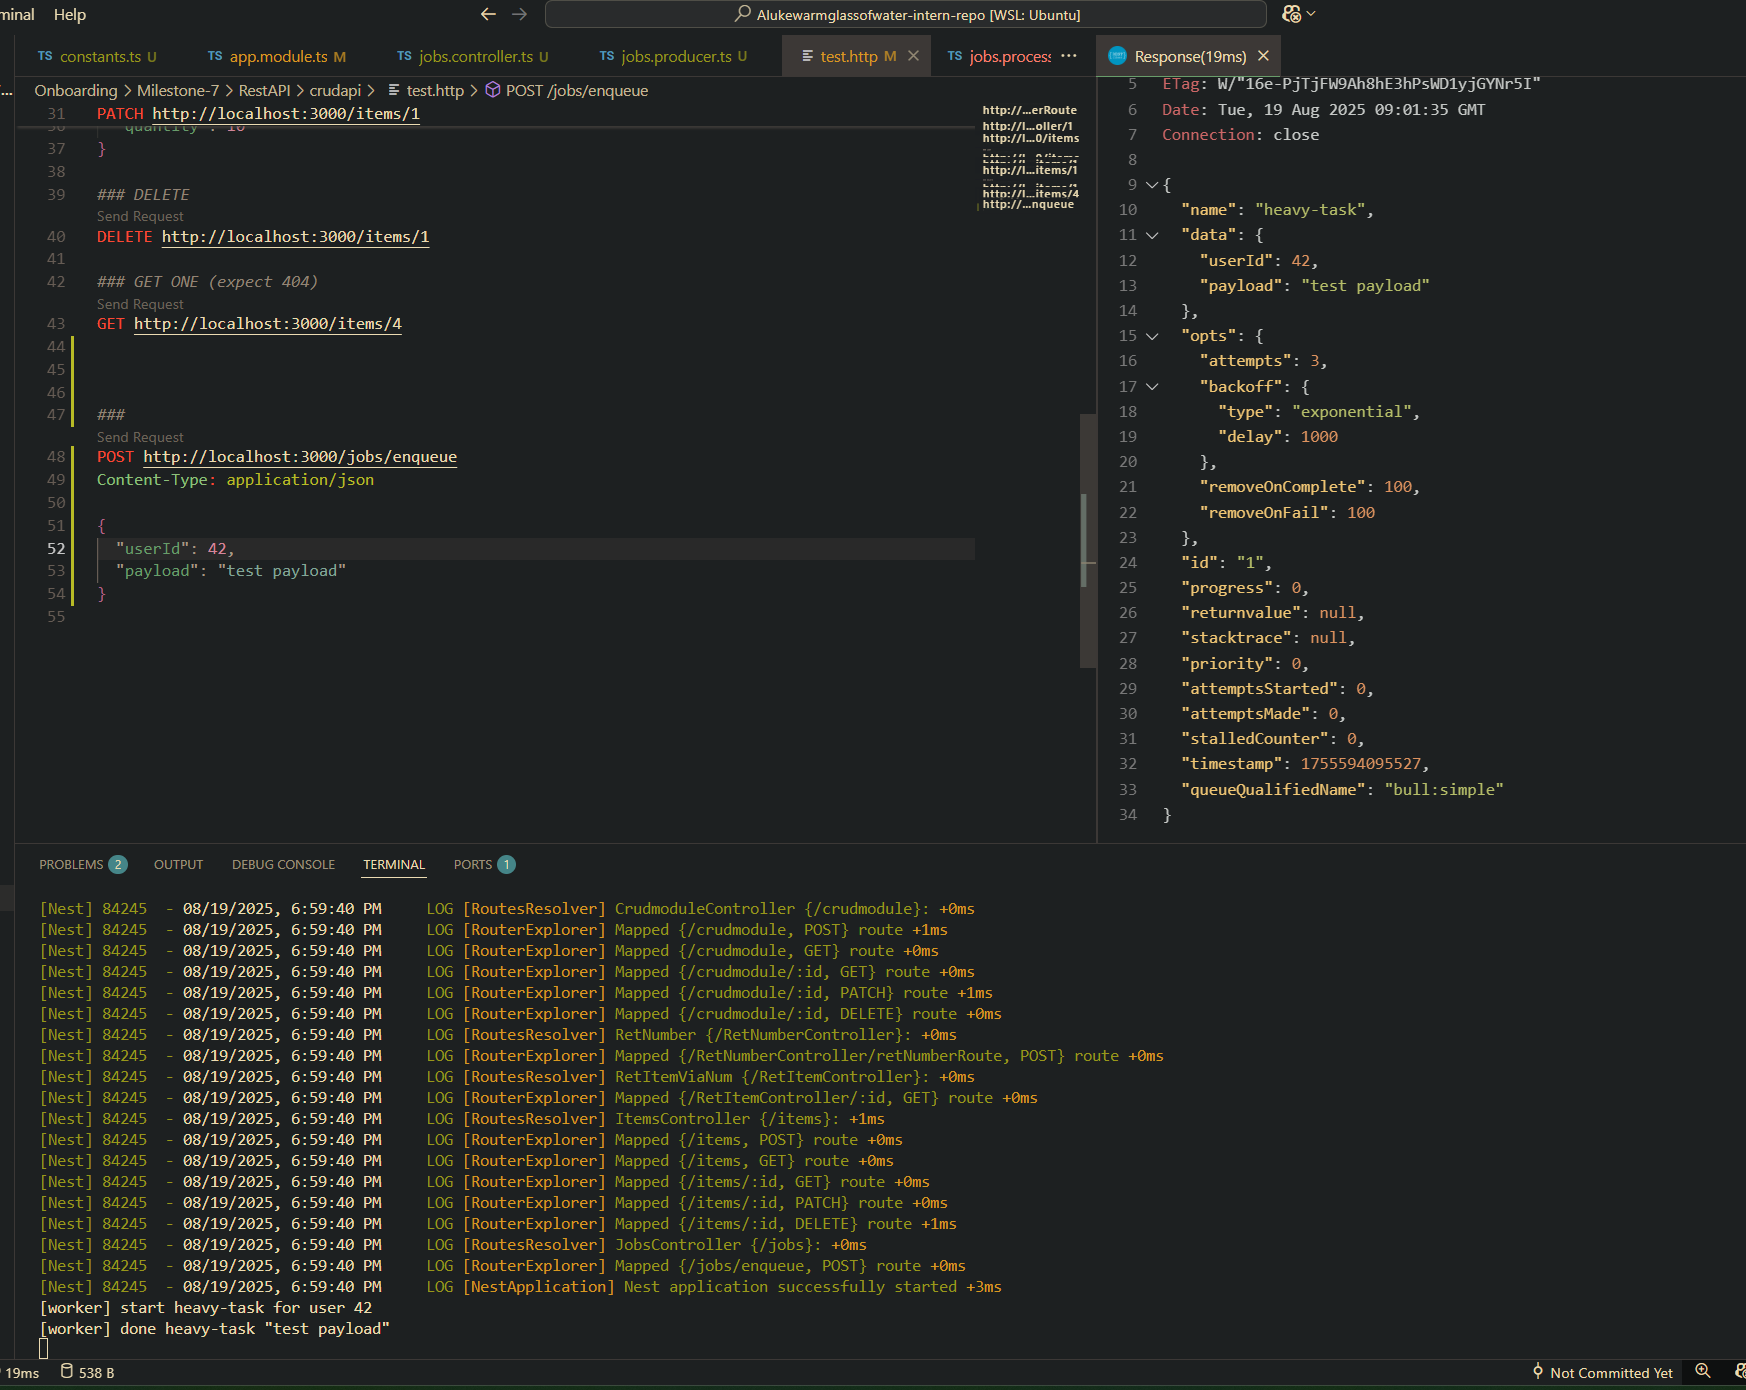 minal Help
Alukewarmglassofwater-intern-repo [WSL: Ubuntu]
TS constants.ts U TS app.module.ts M TS jobs.controller.ts U TS jobs.producer.ts U test.http M TS jobs.process ···
Response(19ms)
Onboarding > Milestone-7 > RestAPI > crudapi > test.http > POST /jobs/enqueue
31 PATCH http://localhost:3000/items/1
37 }
38
39 ### DELETE
Send Request
40 DELETE http://localhost:3000/items/1
41
42 ### GET ONE (expect 404)
Send Request
43 GET http://localhost:3000/items/4
44
45
46
47 ###
Send Request
48 POST http://localhost:3000/jobs/enqueue
49 Content-Type: application/json
50
51 {
52 "userId": 42,
53 "payload": "test payload"
54 }
55
http://...erRoute
http://l...oller/1
http://l...0/items
http://l...items/1
http://l...items/4
http://...nqueue
5 ETag: W/"16e-PjTjFW9Ah8hE3hPsWD1yjGYNr5I"
6 Date: Tue, 19 Aug 2025 09:01:35 GMT
7 Connection: close
8
9 {
10 "name": "heavy-task",
11 "data": {
12 "userId": 42,
13 "payload": "test payload"
14 },
15 "opts": {
16 "attempts": 3,
17 "backoff": {
18 "type": "exponential",
19 "delay": 1000
20 },
21 "removeOnComplete": 100,
22 "removeOnFail": 100
23 },
24 "id": "1",
25 "progress": 0,
26 "returnvalue": null,
27 "stacktrace": null,
28 "priority": 0,
29 "attemptsStarted": 0,
30 "attemptsMade": 0,
31 "stalledCounter": 0,
32 "timestamp": 1755594095527,
33 "queueQualifiedName": "bull:simple"
34 }
PROBLEMS 2 OUTPUT DEBUG CONSOLE TERMINAL PORTS 1
[Nest] 84245 - 08/19/2025, 6:59:40 PM LOG [RoutesResolver] CrudmoduleController {/crudmodule}: +0ms
[Nest] 84245 - 08/19/2025, 6:59:40 PM LOG [RouterExplorer] Mapped {/crudmodule, POST} route +1ms
[Nest] 84245 - 08/19/2025, 6:59:40 PM LOG [RouterExplorer] Mapped {/crudmodule, GET} route +0ms
[Nest] 84245 - 08/19/2025, 6:59:40 PM LOG [RouterExplorer] Mapped {/crudmodule/:id, GET} route +0ms
[Nest] 84245 - 08/19/2025, 6:59:40 PM LOG [RouterExplorer] Mapped {/crudmodule/:id, PATCH} route +1ms
[Nest] 84245 - 08/19/2025, 6:59:40 PM LOG [RouterExplorer] Mapped {/crudmodule/:id, DELETE} route +0ms
[Nest] 84245 - 08/19/2025, 6:59:40 PM LOG [RoutesResolver] RetNumber {/RetNumberController}: +0ms
[Nest] 84245 - 08/19/2025, 6:59:40 PM LOG [RouterExplorer] Mapped {/RetNumberController/retNumberRoute, POST} route +0ms
[Nest] 84245 - 08/19/2025, 6:59:40 PM LOG [RoutesResolver] RetItemViaNum {/RetItemController}: +0ms
[Nest] 84245 - 08/19/2025, 6:59:40 PM LOG [RouterExplorer] Mapped {/RetItemController/:id, GET} route +0ms
[Nest] 84245 - 08/19/2025, 6:59:40 PM LOG [RoutesResolver] ItemsController {/items}: +1ms
[Nest] 84245 - 08/19/2025, 6:59:40 PM LOG [RouterExplorer] Mapped {/items, POST} route +0ms
[Nest] 84245 - 08/19/2025, 6:59:40 PM LOG [RouterExplorer] Mapped {/items, GET} route +0ms
[Nest] 84245 - 08/19/2025, 6:59:40 PM LOG [RouterExplorer] Mapped {/items/:id, GET} route +0ms
[Nest] 84245 - 08/19/2025, 6:59:40 PM LOG [RouterExplorer] Mapped {/items/:id, PATCH} route +0ms
[Nest] 84245 - 08/19/2025, 6:59:40 PM LOG [RouterExplorer] Mapped {/items/:id, DELETE} route +1ms
[Nest] 84245 - 08/19/2025, 6:59:40 PM LOG [RoutesResolver] JobsController {/jobs}: +0ms
[Nest] 84245 - 08/19/2025, 6:59:40 PM LOG [RouterExplorer] Mapped {/jobs/enqueue, POST} route +0ms
[Nest] 84245 - 08/19/2025, 6:59:40 PM LOG [NestApplication] Nest application successfully started +3ms
[worker] start heavy-task for user 42
[worker] done heavy-task "test payload"
19ms 538 B Not Committed Yet